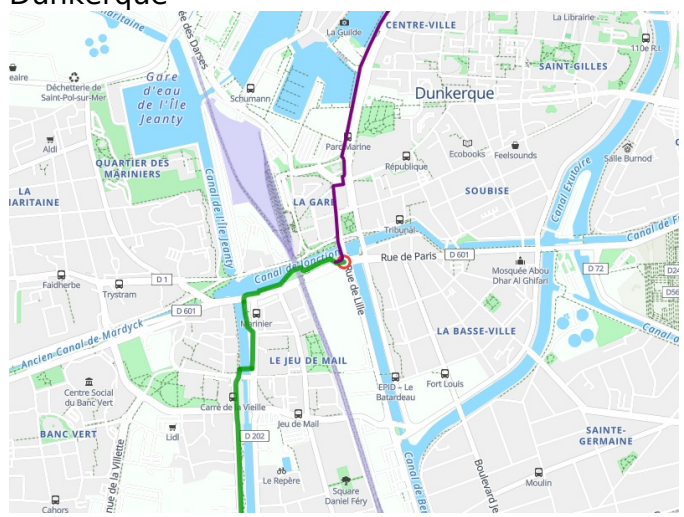 Dunkerque
La Guilde
CENTRE-VILLE
La Librairie
110e R.I.
SAINT-GILLES
Schumann
Déchetterie de
Saint-Pol-sur-Mer
Gare
d'eau
de l'Île
Jeanty
Dunkerque
Parc Marine
Aldi
QUARTIER DES
MARINIERS
République
Ecobooks
Feelsounds
Salle Burnod
Canal Exutoire
LA
MARITAINE
LA GARE
SOUBISE
Canal de l'Île Jeanty
Tribunal
Rue de Paris
D 601
D 72
Mosquée Abou
Dhar Al Ghifari
Canal de Jonction
Rue de Lille
Faidherbe
D 1
Trystram
D 601
Marinier
LA BASSE-VILLE
Ancien Canal de Mardyck
LE JEU DE MAIL
Centre Social
du Banc Vert
EPID – Le
Batardeau
Fort Louis
Carré de la Vieille
Jeu de Mail
BANC VERT
Lidl
D 202
SAINTE-
GERMAINE
Le Repère
Square
Daniel Féry
Moulin
Cahors